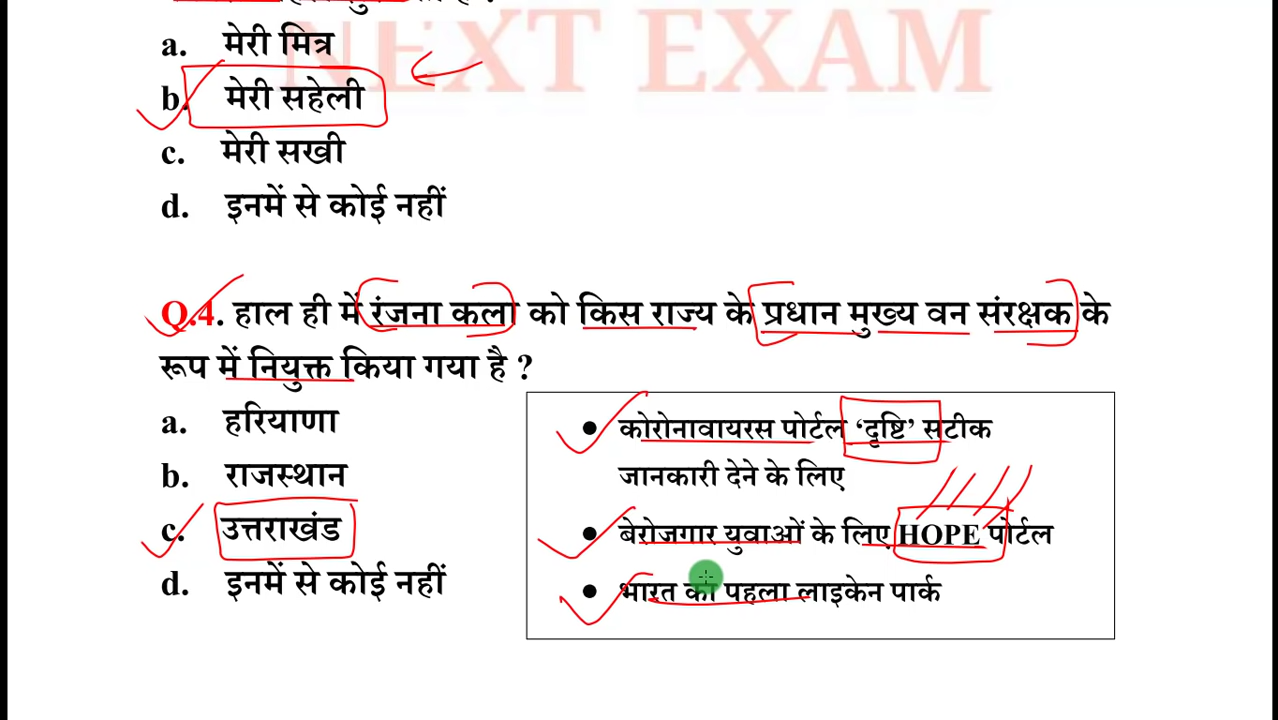 NEXT EXAM
a. मेरी मित्र
b. मेरी सहेली
c. मेरी सखी
d. इनमें से कोई नहीं
Q.4. हाल ही में रंजना कला को किस राज्य के प्रधान मुख्य वन संरक्षक के
रूप में नियुक्त किया गया है ?
a. हरियाणा
b. राजस्थान
c. उत्तराखंड
d. इनमें से कोई नहीं
• कोरोनावायरस पोर्टल ‘दृष्टि’ सटीक
जानकारी देने के लिए
• बेरोजगार युवाओं के लिए HOPE पोर्टल
• भारत का पहला लाइकेन पार्क